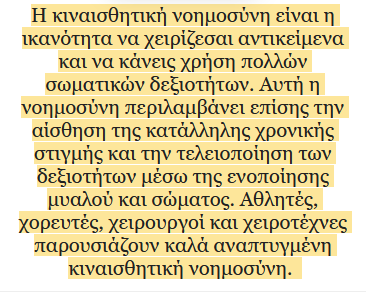 Η κιναισθητική νοημοσύνη είναι η
ικανότητα να χειρίζεσαι αντικείμενα
και να κάνεις χρήση πολλών
σωματικών δεξιοτήτων. Αυτή η
νοημοσύνη περιλαμβάνει επίσης την
αίσθηση της κατάλληλης χρονικής
στιγμής και την τελειοποίηση των
δεξιοτήτων μέσω της ενοποίησης
μυαλού και σώματος. Αθλητές,
χορευτές, χειρουργοί και χειροτέχνες
παρουσιάζουν καλά αναπτυγμένη
κιναισθητική νοημοσύνη.